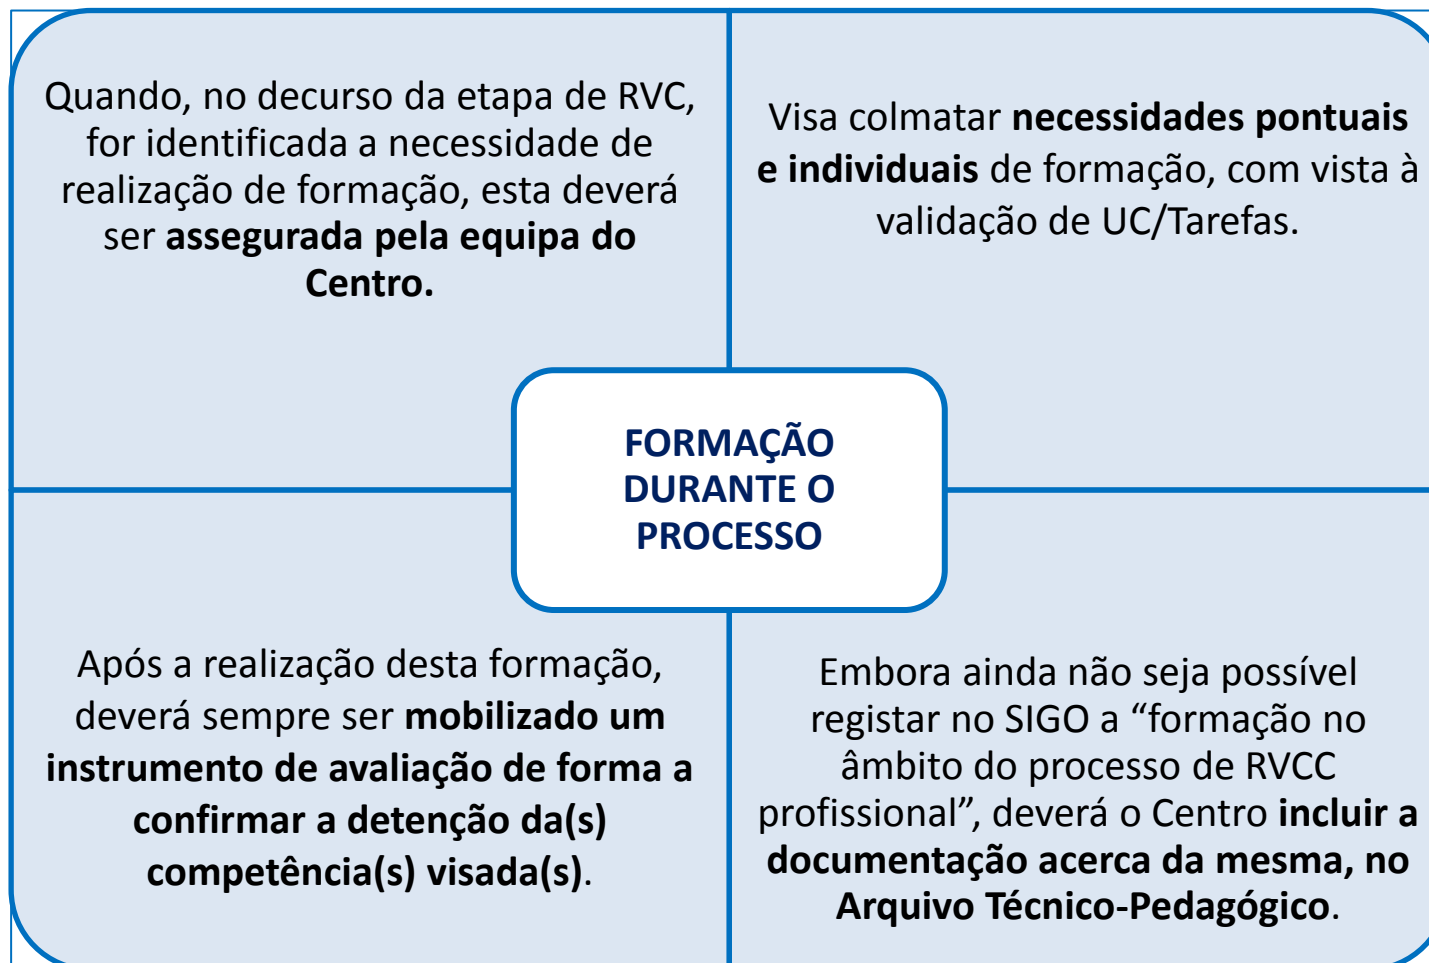 Quando, no decurso da etapa de RVC,
for identificada a necessidade de
realização de formação, esta deverá
ser assegurada pela equipa do
Centro.
Visa colmatar necessidades pontuais
e individuais de formação, com vista à
validação de UC/Tarefas.
FORMAÇÃO
DURANTE O
PROCESSO
Após a realização desta formação,
deverá sempre ser mobilizado um
instrumento de avaliação de forma a
confirmar a detenção da(s)
competência(s) visada(s).
Embora ainda não seja possível
registar no SIGO a “formação no
âmbito do processo de RVCC
profissional”, deverá o Centro incluir a
documentação acerca da mesma, no
Arquivo Técnico-Pedagógico.